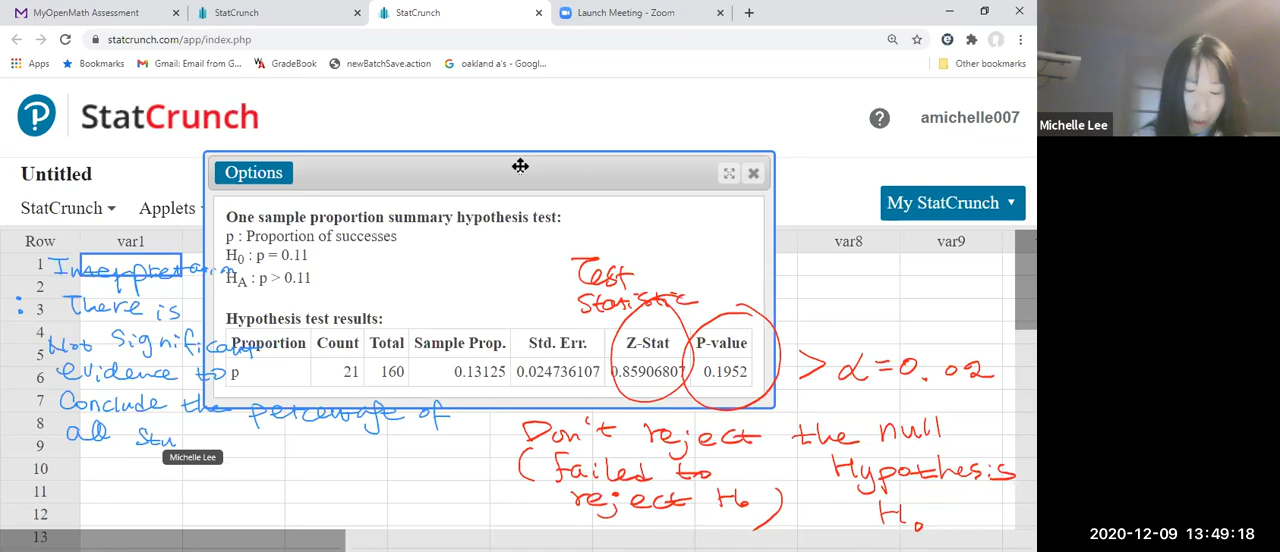 MyOpenMath Assessment
StatCrunch
StatCrunch
Launch Meeting - Zoom
statcrunch.com/app/index.php
Apps
Bookmarks
Gmail: Email from G...
GradeBook
newBatchSave.action
oakland a's - Googl...
Other bookmarks
P
StatCrunch
amichelle007
Michelle Lee
Untitled
StatCrunch
Applets
Options
My StatCrunch
One sample proportion summary hypothesis test:
p : Proportion of successes
H0 : p = 0.11
HA : p > 0.11
Hypothesis test results:
Proportion Count Total Sample Prop. Std. Err. Z-Stat P-value
p 21 160 0.13125 0.024736107 0.85906807 0.1952
Row var1 var8 var9
1
2
3
4
5
6
7
8
9
10
11
12
13
Interpretation
: There is
Not Significant
evidence to
Conclude the percentage of
all stu
Michelle Lee
Test
Statistic
> α = 0.02
Don't reject the null
(failed to Hypothesis
reject H0) H0
2020-12-09 13:49:18